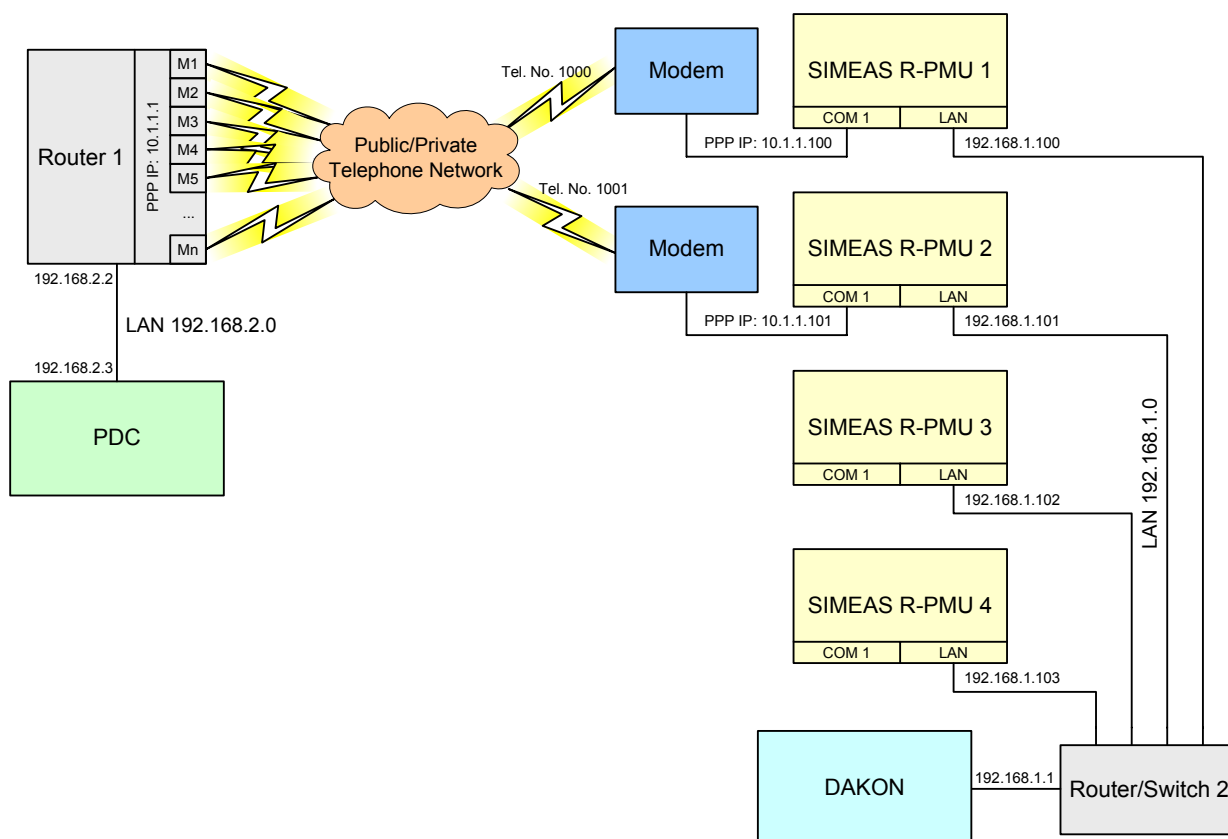 Router 1
PPP IP: 10.1.1.1
M1
M2
M3
M4
M5
...
Mn
Public/Private
Telephone Network
Tel. No. 1000
Modem
PPP IP: 10.1.1.100
SIMEAS R-PMU 1
COM 1
LAN
192.168.1.100
Tel. No. 1001
Modem
PPP IP: 10.1.1.101
SIMEAS R-PMU 2
COM 1
LAN
192.168.1.101
192.168.2.2
LAN 192.168.2.0
192.168.2.3
PDC
SIMEAS R-PMU 3
COM 1
LAN
192.168.1.102
LAN 192.168.1.0
SIMEAS R-PMU 4
COM 1
LAN
192.168.1.103
DAKON
192.168.1.1
Router/Switch 2